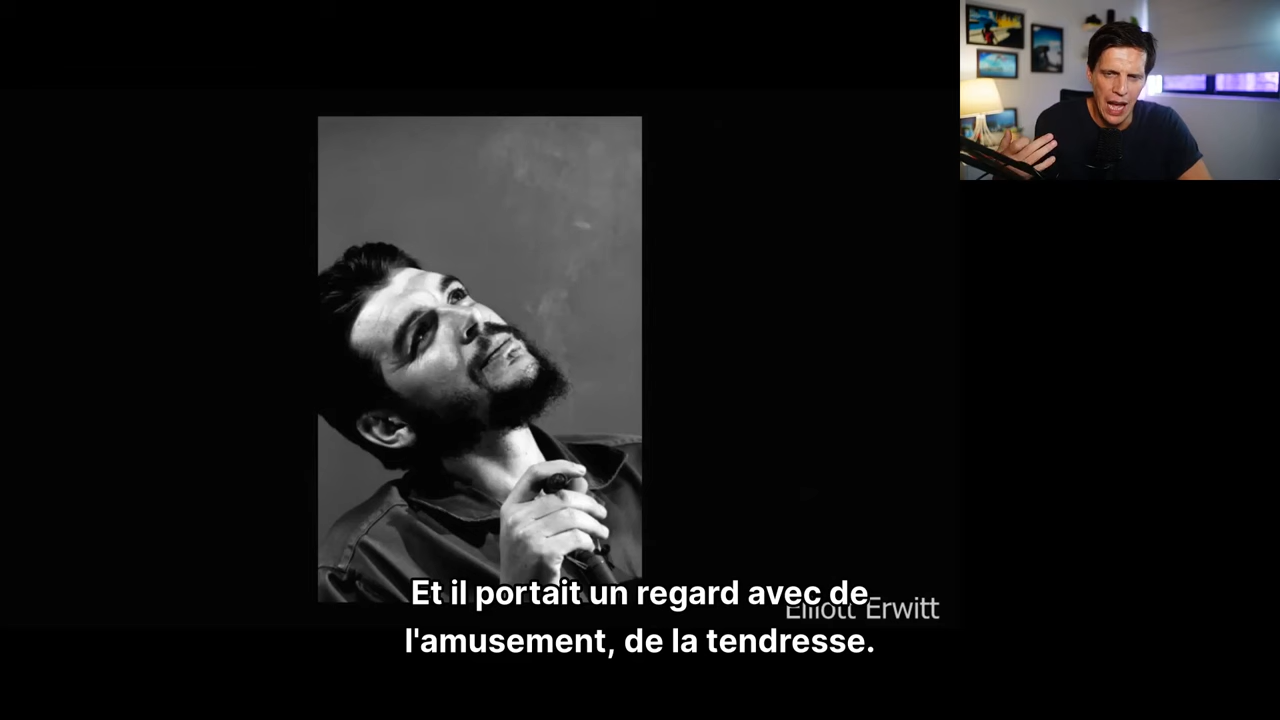 Et il portait un regard avec de
Elliott Erwitt
l'amusement, de la tendresse.